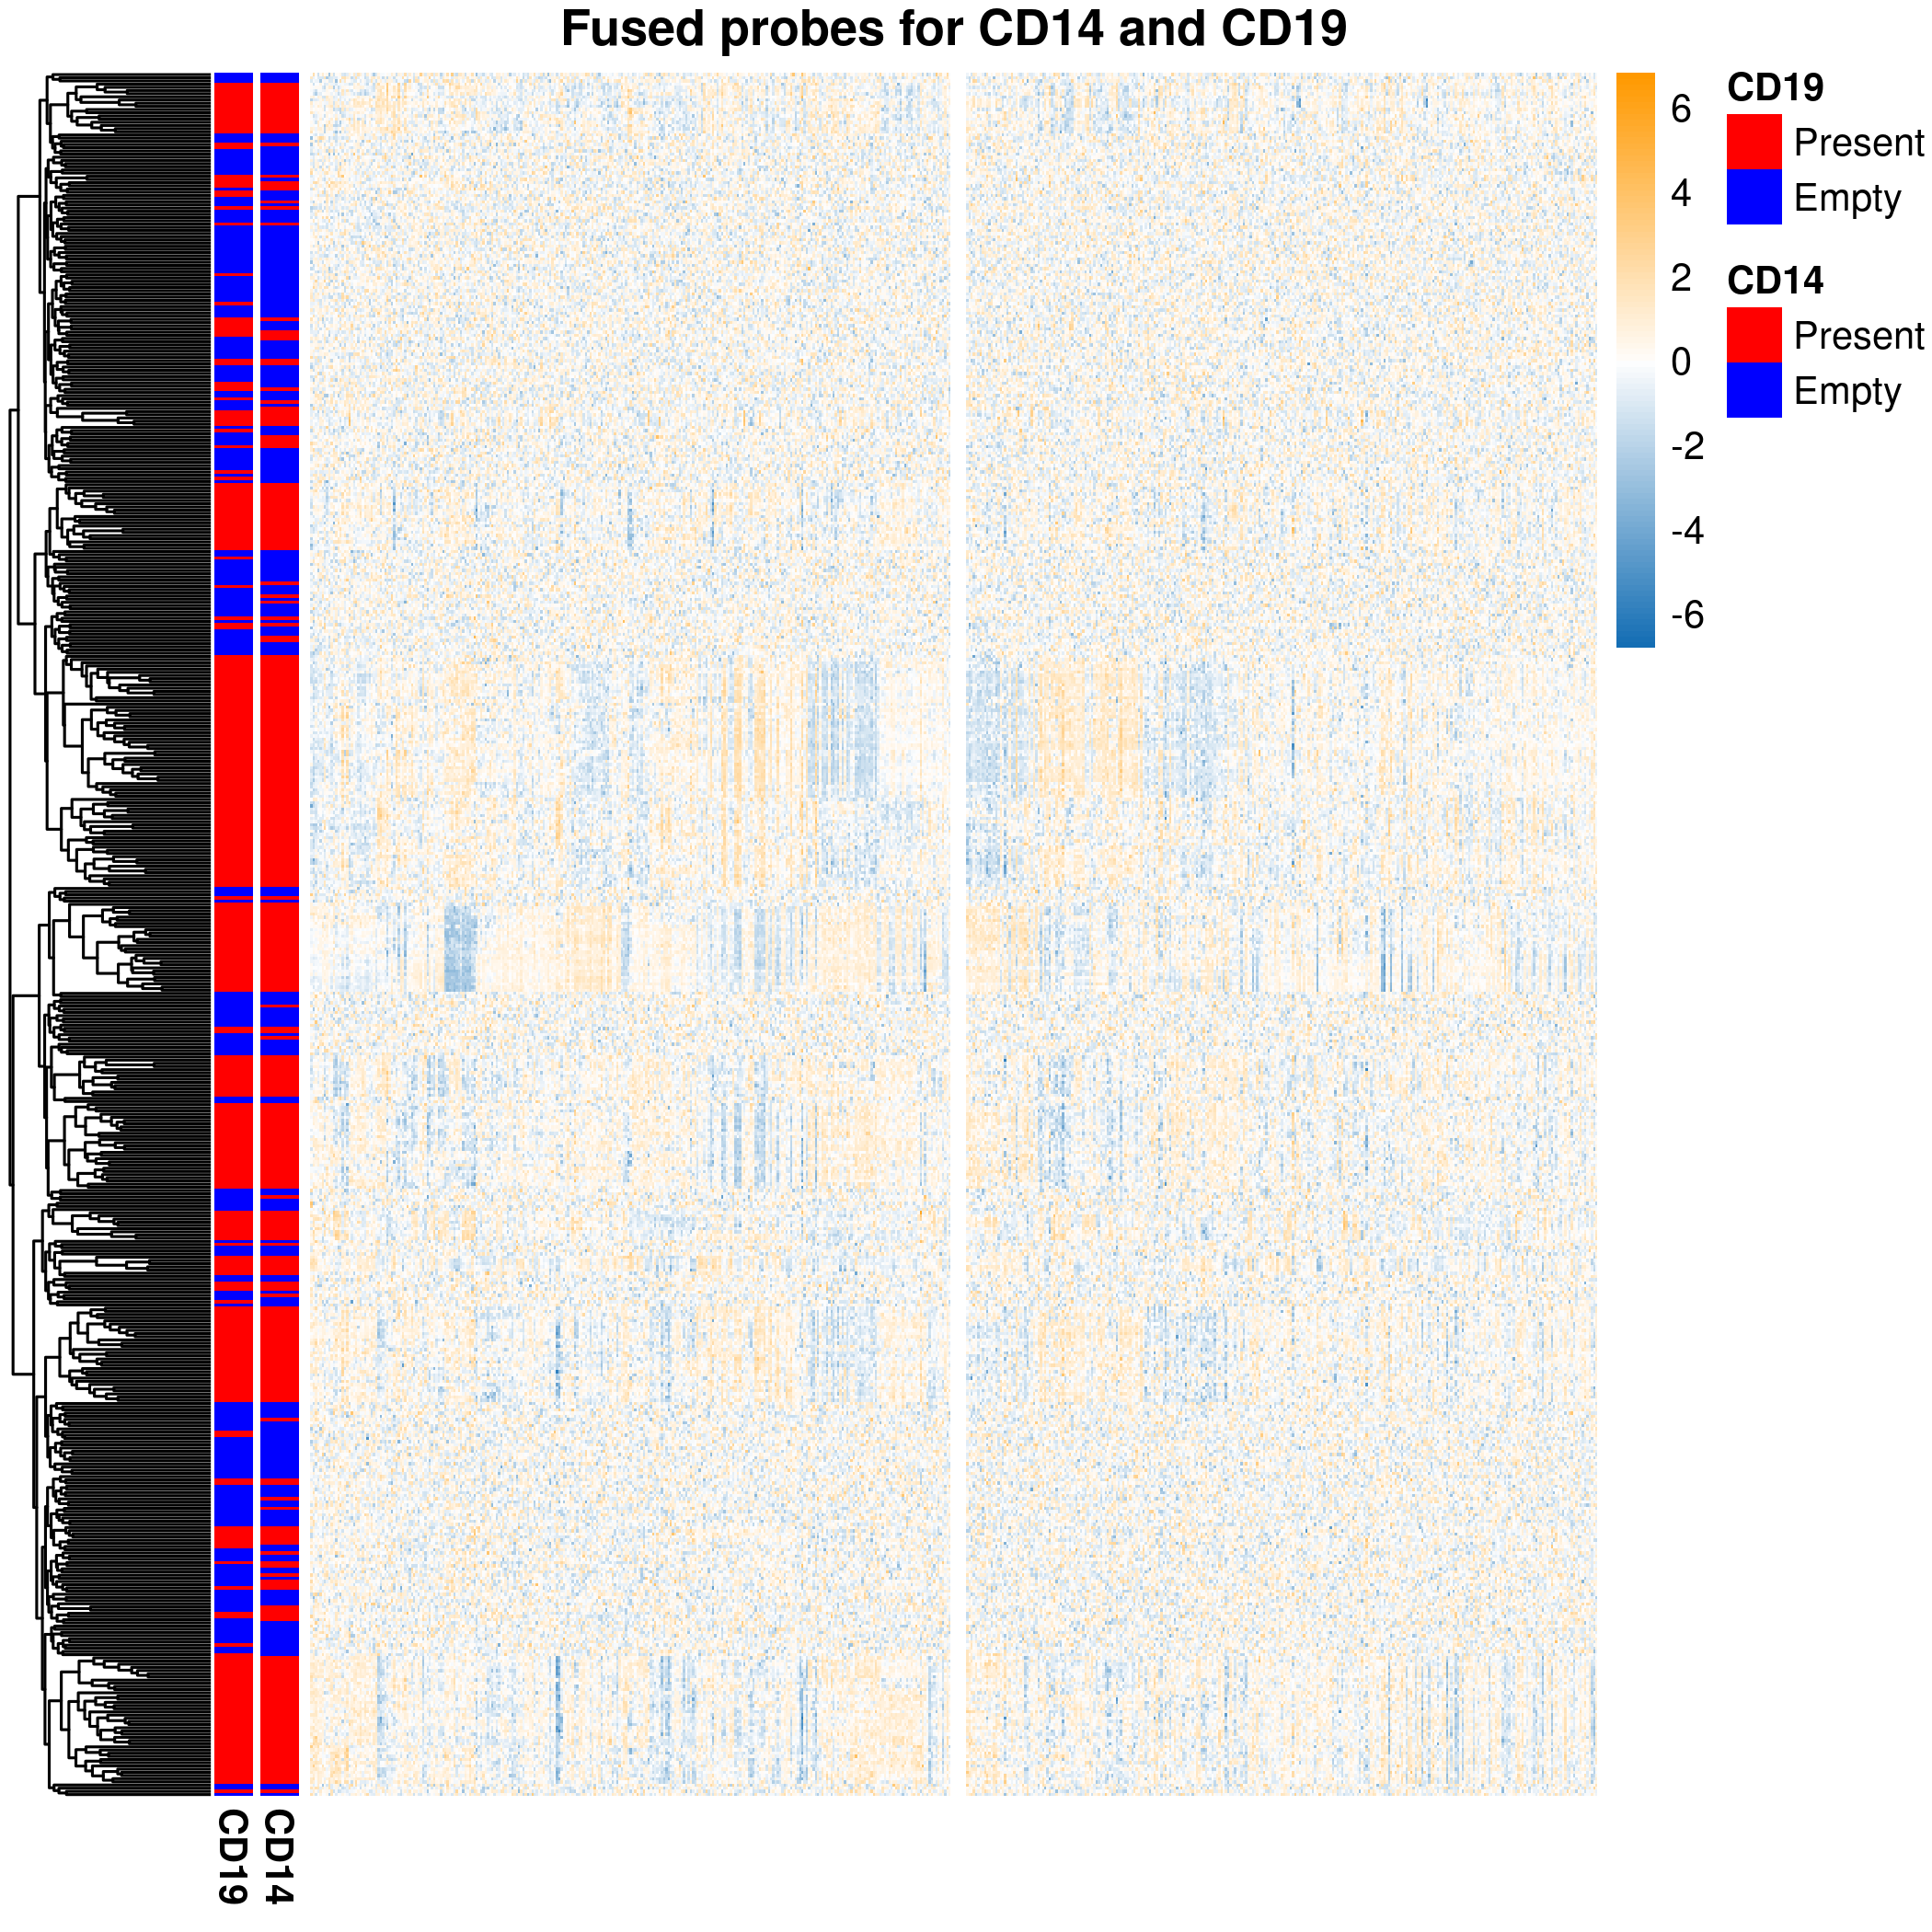 Fused probes for CD14 and CD19
6
4
2
0
-2
-4
-6
CD19
Present
Empty
CD14
Present
Empty
CD19
CD14